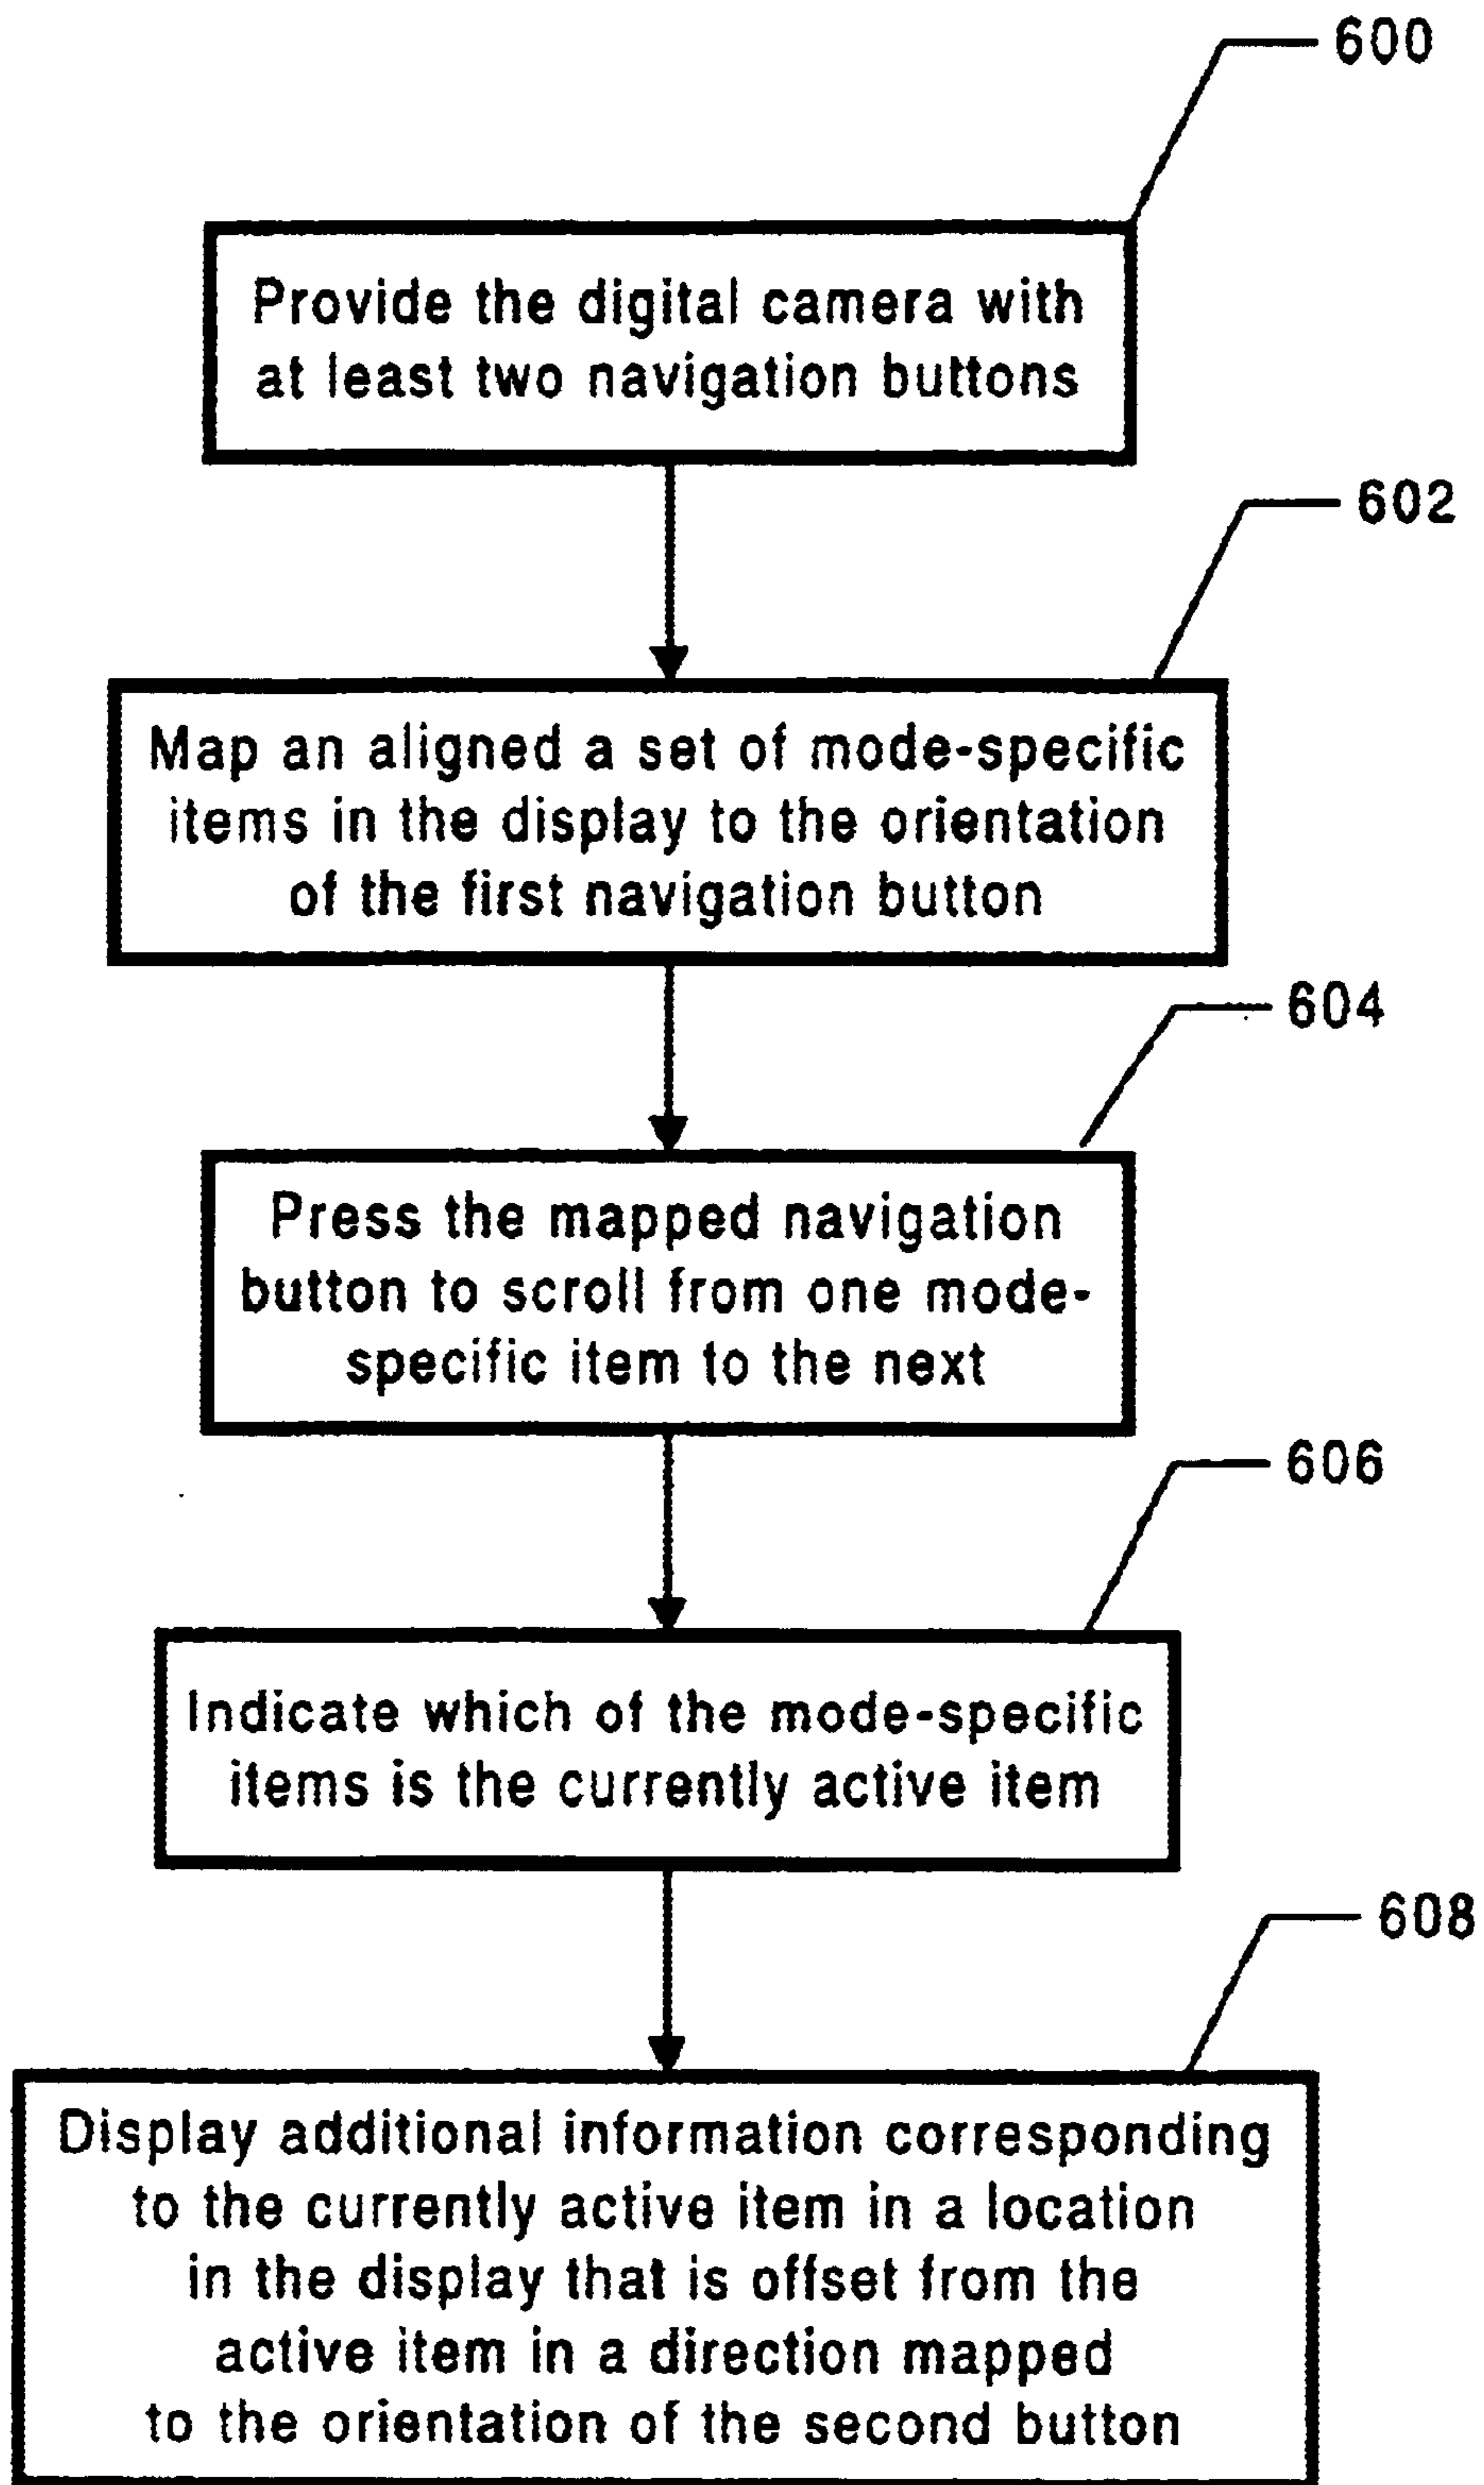 600
Provide the digital camera with
at least two navigation buttons
602
Map an aligned a set of mode-specific
items in the display to the orientation
of the first navigation button
604
Press the mapped navigation
button to scroll from one mode-
specific item to the next
606
Indicate which of the mode-specific
items is the currently active item
608
Display additional information corresponding
to the currently active item in a location
in the display that is offset from the
active item in a direction mapped
to the orientation of the second button